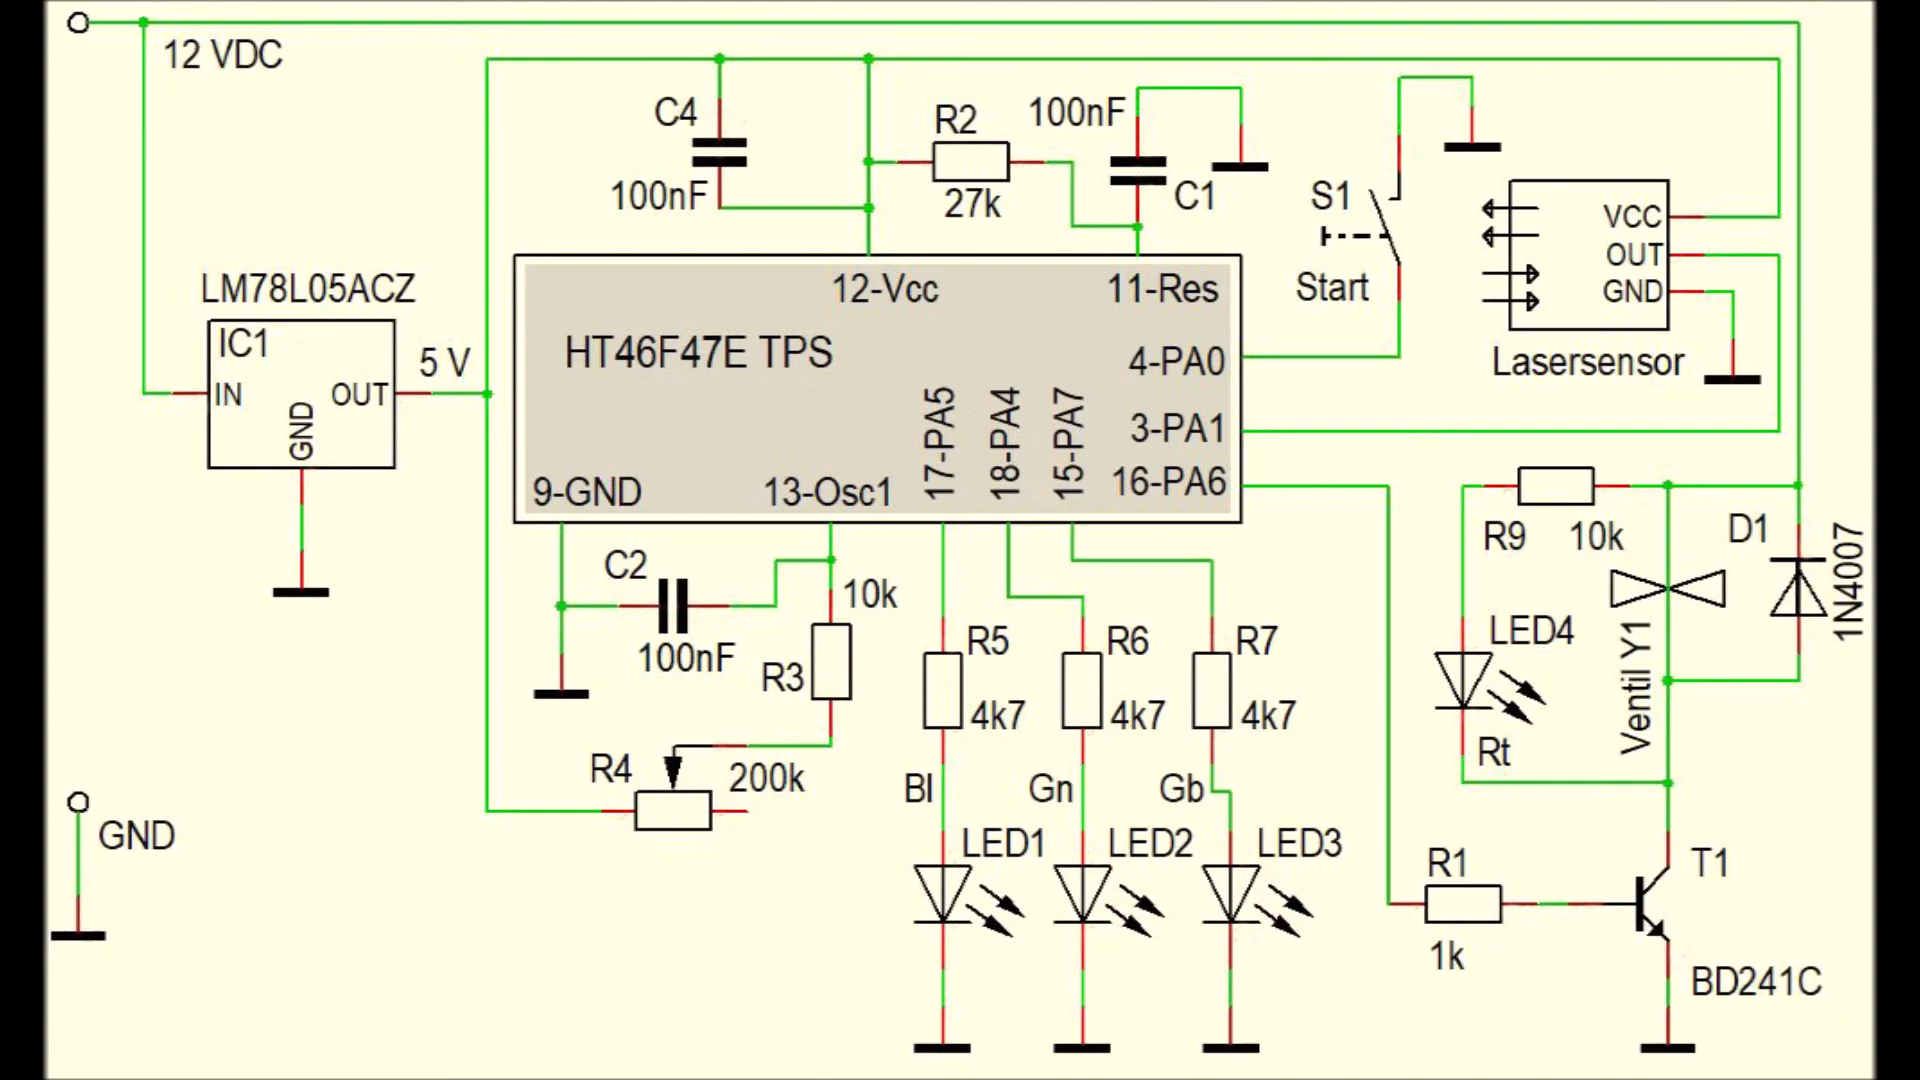 12 VDC
C4
100nF
R2
27k
100nF
C1
S1
Start
VCC
OUT
GND
Lasersensor
LM78L05ACZ
IC1
IN
OUT
GND
5 V
12-Vcc
11-Res
HT46F47E TPS
4-PA0
3-PA1
16-PA6
17-PA5
18-PA4
15-PA7
9-GND
13-Osc1
C2
100nF
10k
R3
R4
200k
R5
4k7
R6
4k7
R7
4k7
Bl
Gn
Gb
LED1
LED2
LED3
R9
10k
D1
1N4007
LED4
Rt
Ventil Y1
GND
R1
1k
T1
BD241C